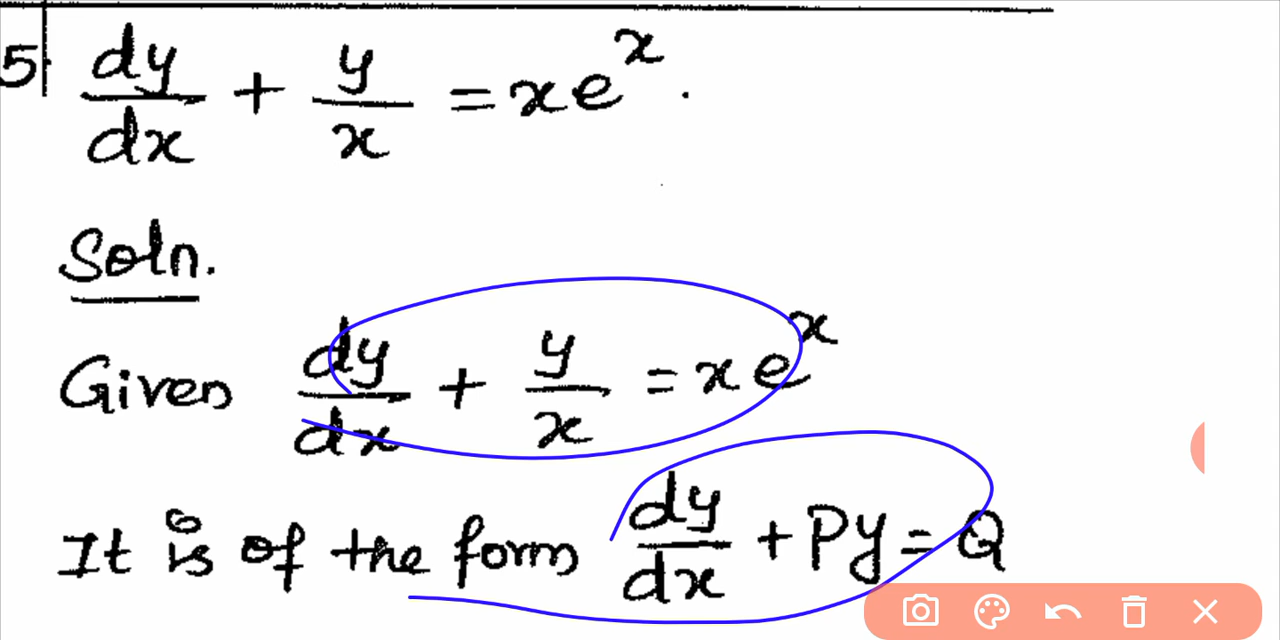 5| dy/dx + y/x = xe^x.
Soln.
Given dy/dx + y/x = xe^x
It is of the form dy/dx + Py = Q